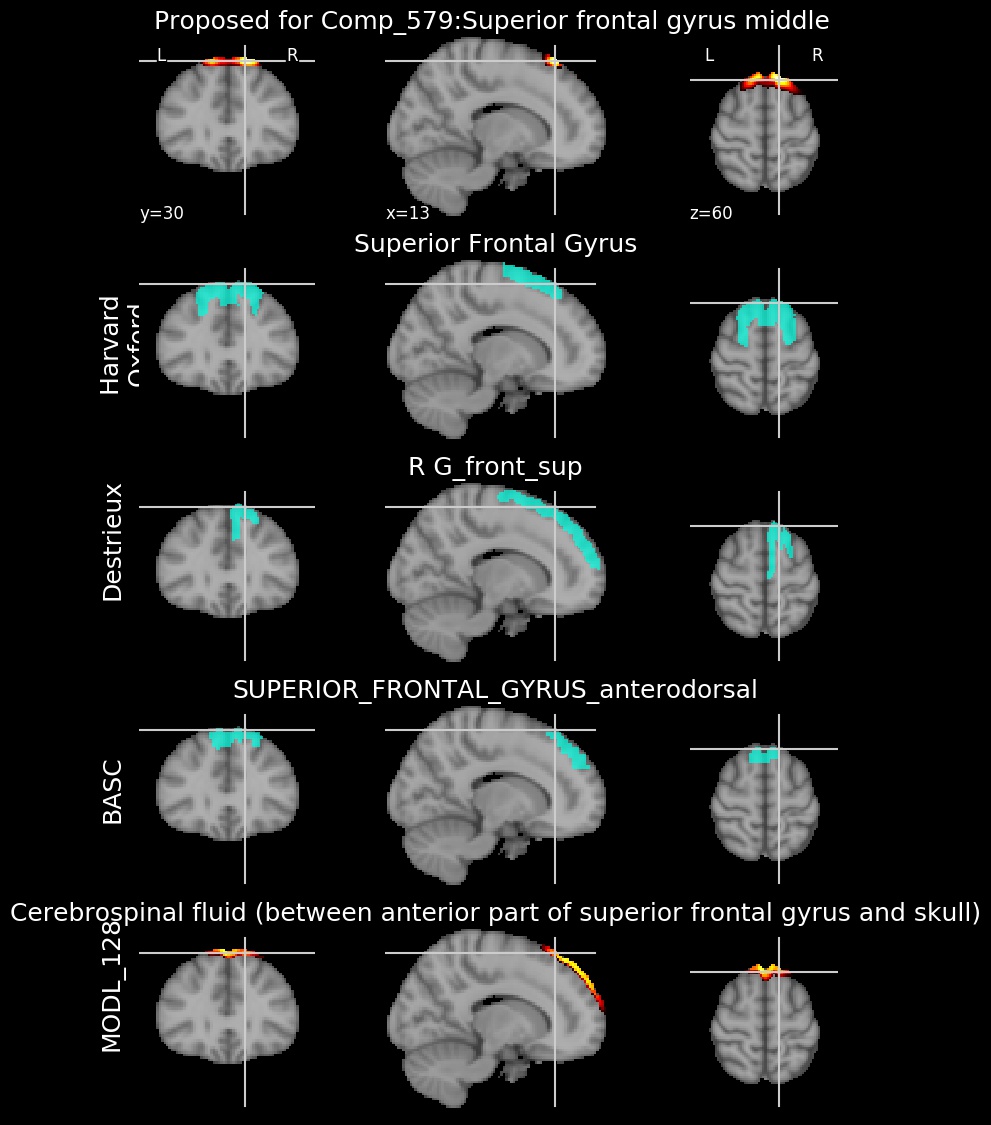 Proposed for Comp_579:Superior frontal gyrus middle
L R L R
y=30 x=13 z=60
Superior Frontal Gyrus
Harvard
Oxford
R G_front_sup
Destrieux
SUPERIOR_FRONTAL_GYRUS_anterodorsal
BASC
Cerebrospinal fluid (between anterior part of superior frontal gyrus and skull)
MODL_128